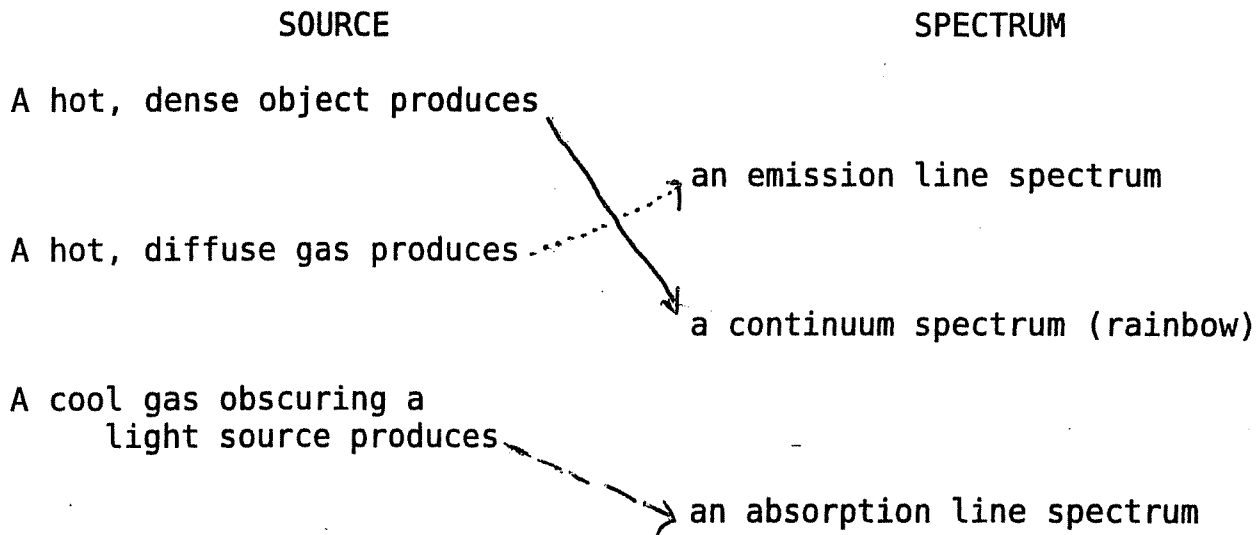 SOURCE SPECTRUM
A hot, dense object produces
an emission line spectrum
A hot, diffuse gas produces
a continuum spectrum (rainbow)
A cool gas obscuring a
light source produces
an absorption line spectrum